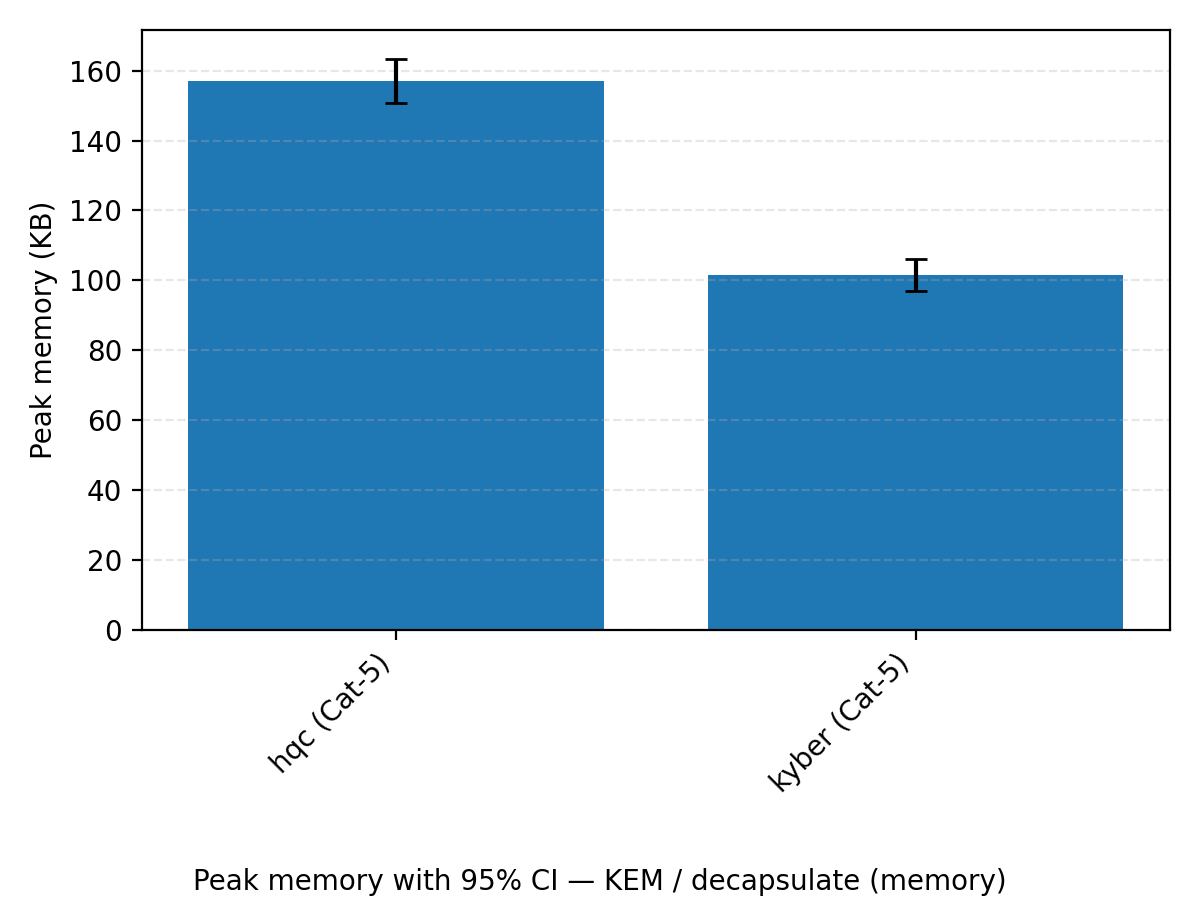 Peak memory (KB)
160
140
120
100
80
60
40
20
0
hqc (Cat-5)
kyber (Cat-5)
Peak memory with 95% CI — KEM / decapsulate (memory)